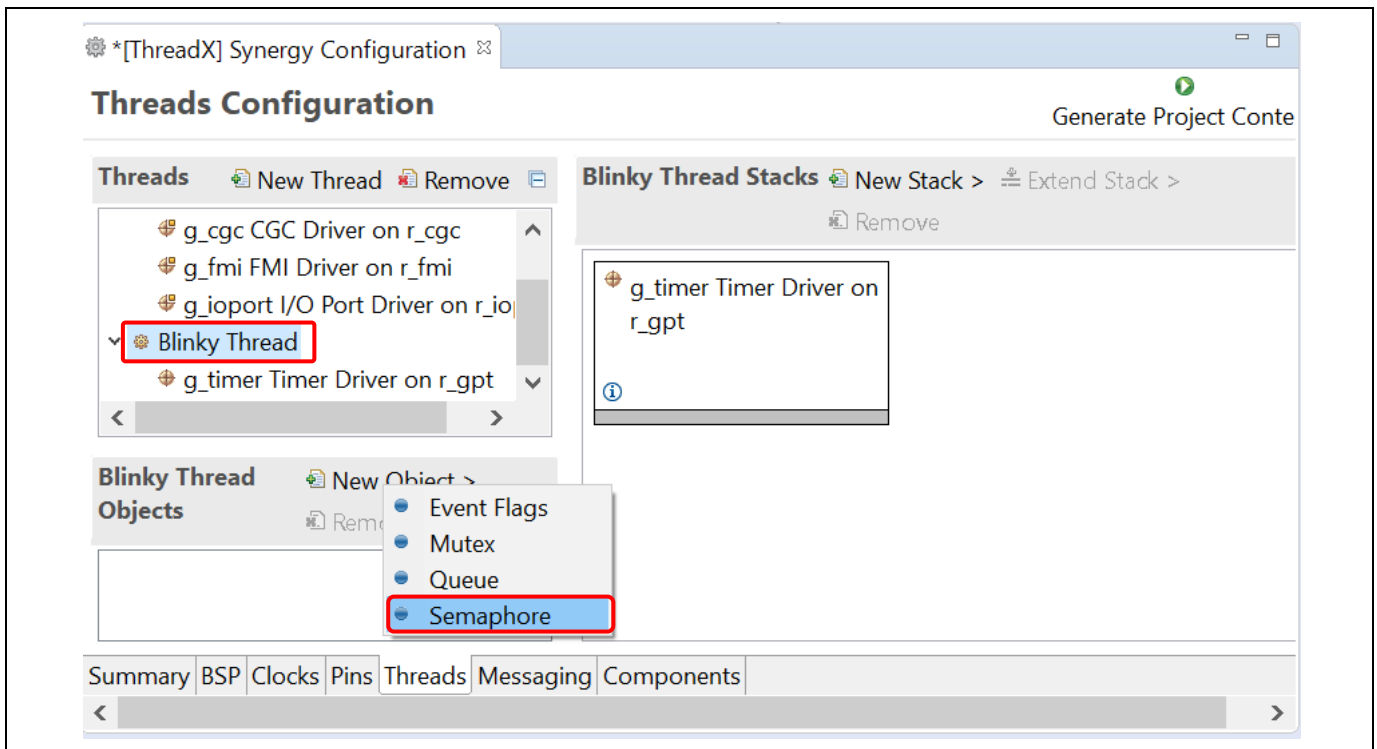 *[ThreadX] Synergy Configuration
Threads Configuration
Generate Project Conte
Threads New Thread Remove
g_cgc CGC Driver on r_cgc
g_fmi FMI Driver on r_fmi
g_ioport I/O Port Driver on r_io
Blinky Thread
g_timer Timer Driver on r_gpt
Blinky Thread Stacks New Stack > Extend Stack >
Remove
g_timer Timer Driver on
r_gpt
Blinky Thread
Objects
New Object >
Rem
Event Flags
Mutex
Queue
Semaphore
Summary BSP Clocks Pins Threads Messaging Components